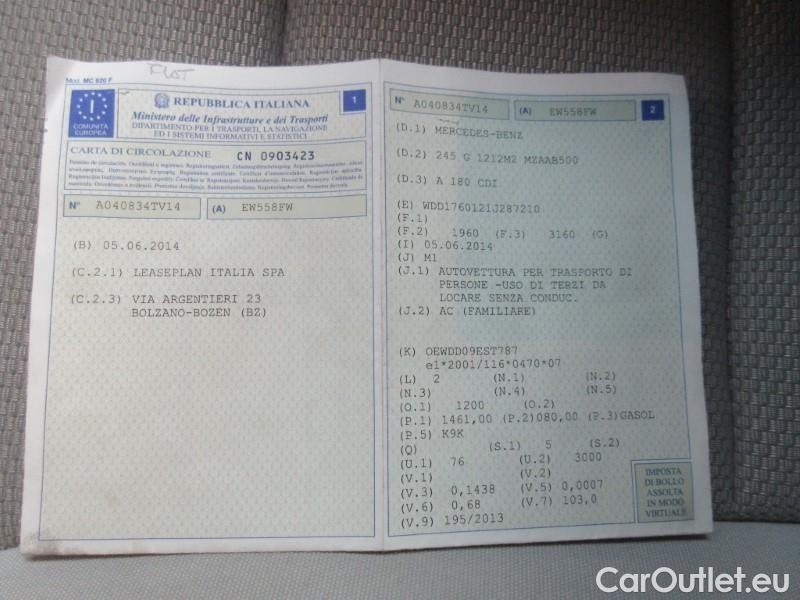 Mod. MC 820 F
REPUBBLICA ITALIANA
1
I
COMUNITÀ
EUROPEA
Ministero delle Infrastrutture e dei Trasporti
DIPARTIMENTO PER I TRASPORTI, LA NAVIGAZIONE
ED I SISTEMI INFORMATIVI E STATISTICI
CARTA DI CIRCOLAZIONE CN 0903423
N° A040834TV14 (A) EW558FW
(B) 05.06.2014
(C.2.1) LEASEPLAN ITALIA SPA
(C.2.3) VIA ARGENTIERI 23
BOLZANO-BOZEN (BZ)
N° A040834TV14 (A) EW558FW 2
(D.1) MERCEDES-BENZ
(D.2) 245 G 1212M2 MZAAB500
(D.3) A 180 CDI
(E) WDD1760121J287210
(F.1)
(F.2) 1960 (F.3) 3160 (G)
(I) 05.06.2014
(J) M1
(J.1) AUTOVETTURA PER TRASPORTO DI
PERSONE -USO DI TERZI DA
LOCARE SENZA CONDUC.
(J.2) AC (FAMILIARE)
(K) OEWDD09EST787
e1*2001/116*0470*07
(L) 2 (N.1) (N.2)
(N.3) (N.4) (N.5)
(O.1) 1200 (O.2)
(P.1) 1461,00 (P.2)080,00 (P.3)GASOL
(P.5) K9K
(Q) (S.1) 5 (S.2)
(U.1) 76 (U.2) 3000
(V.1) (V.2)
(V.3) 0,1438 (V.5) 0,0007
(V.6) 0,68 (V.7) 103,0
(V.9) 195/2013
IMPOSTA
DI BOLLO
ASSOLTA
IN MODO
VIRTUALE
CarOutlet.eu